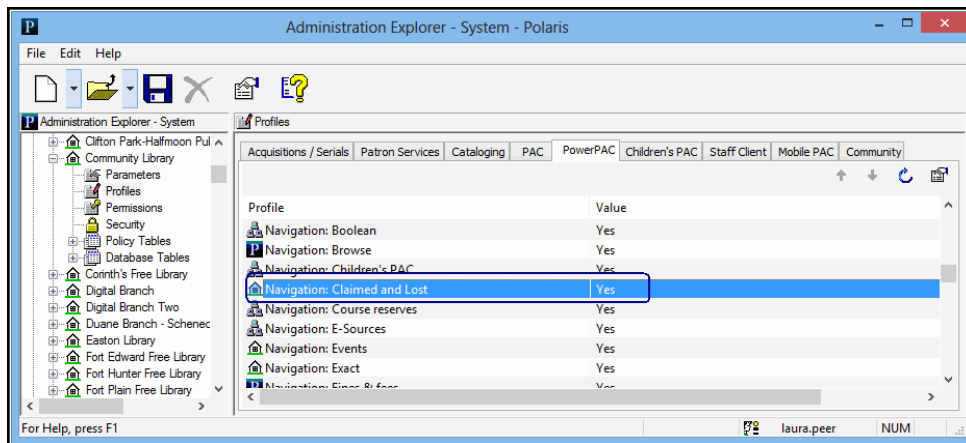 P Administration Explorer - System - Polaris
File Edit Help
P Administration Explorer - System
Clifton Park-Halfmoon Pul
Community Library
Parameters
Profiles
Permissions
Security
Policy Tables
Database Tables
Corinth's Free Library
Digital Branch
Digital Branch Two
Duane Branch - Schenec
Easton Library
Fort Edward Free Library
Fort Hunter Free Library
Fort Plain Free Library
Profiles
Acquisitions / Serials Patron Services Cataloging PAC PowerPAC Children's PAC Staff Client Mobile PAC Community
Profile Value
Navigation: Boolean Yes
P Navigation: Browse Yes
Navigation: Children's PAC Yes
Navigation: Claimed and Lost Yes
Navigation: Course reserves Yes
Navigation: E-Sources Yes
Navigation: Events Yes
Navigation: Exact Yes
P Navigation: Fines & fees Yes
For Help, press F1 laura.peer NUM